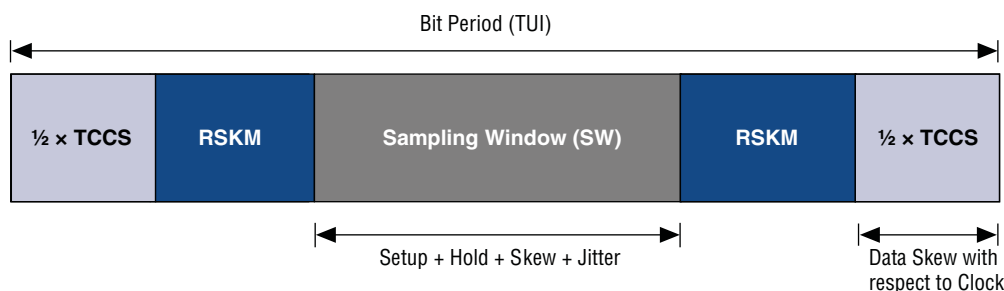 Bit Period (TUI)
½ × TCCS
RSKM
Sampling Window (SW)
RSKM
½ × TCCS
Setup + Hold + Skew + Jitter
Data Skew with
respect to Clock